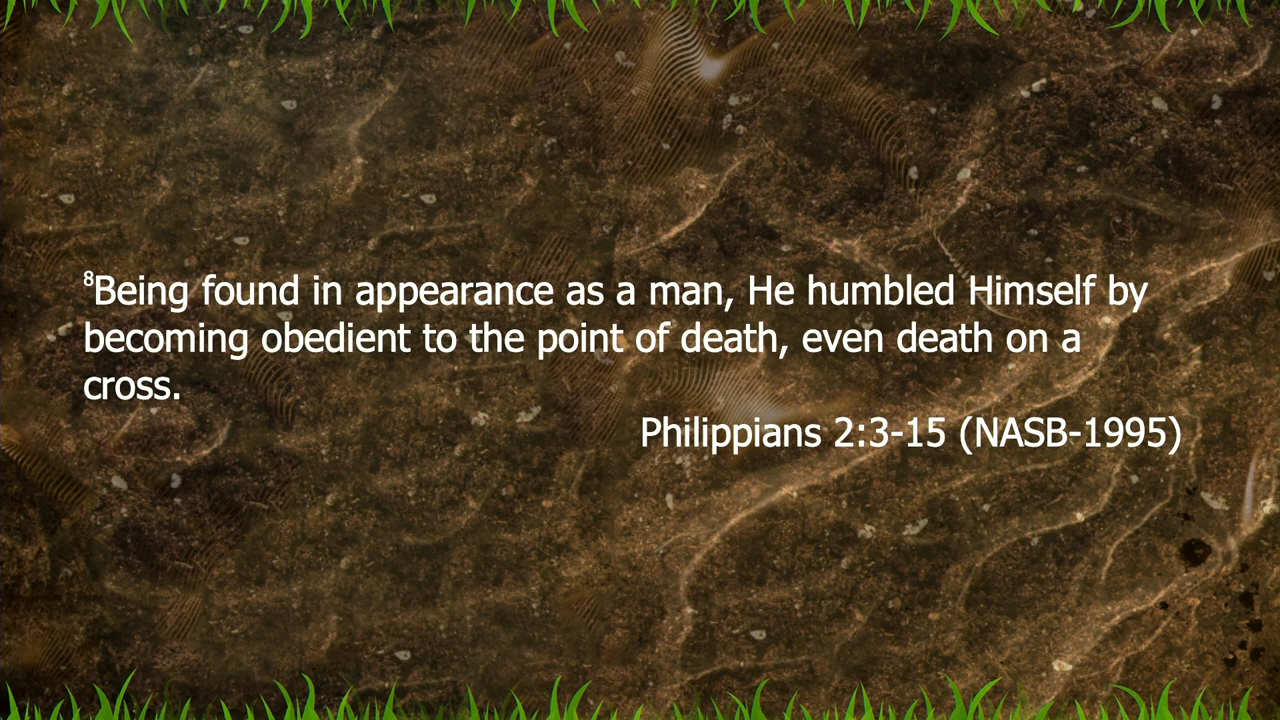 ⁸Being found in appearance as a man, He humbled Himself by
becoming obedient to the point of death, even death on a
cross.
Philippians 2:3-15 (NASB-1995)